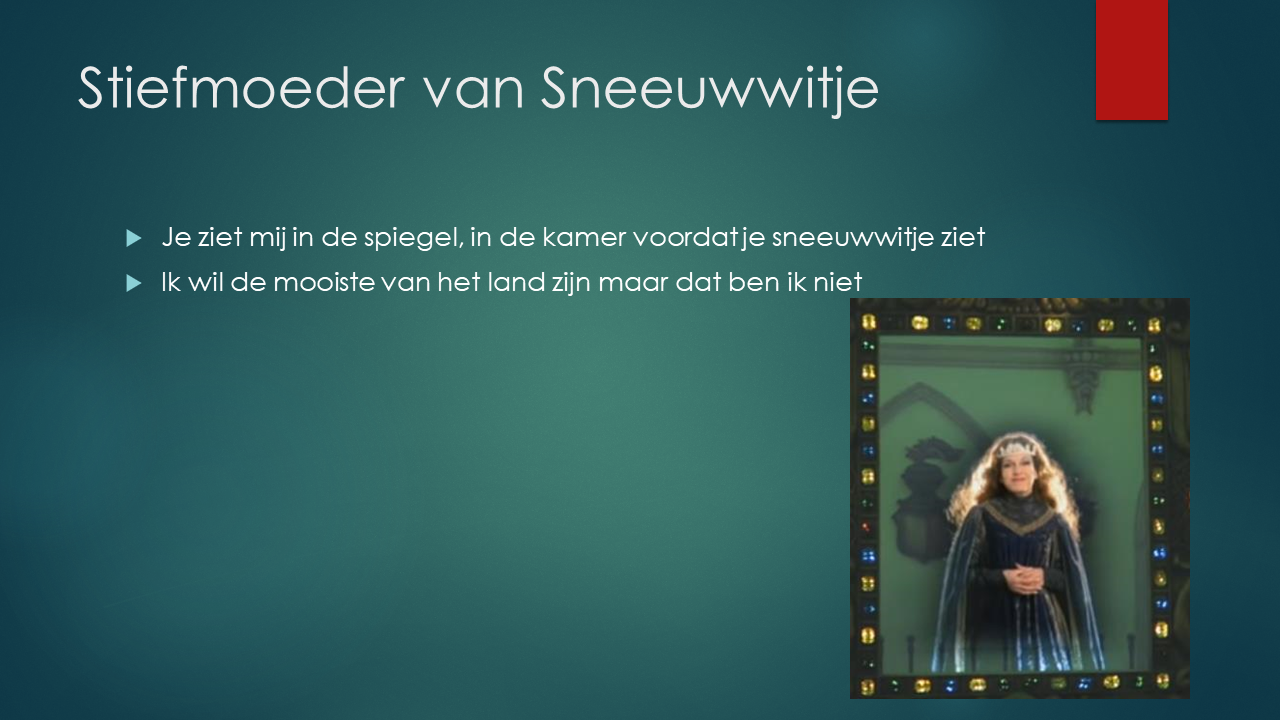 Stiefmoeder van Sneeuwwitje
Je ziet mij in de spiegel, in de kamer voordat je sneeuwwitje ziet
Ik wil de mooiste van het land zijn maar dat ben ik niet